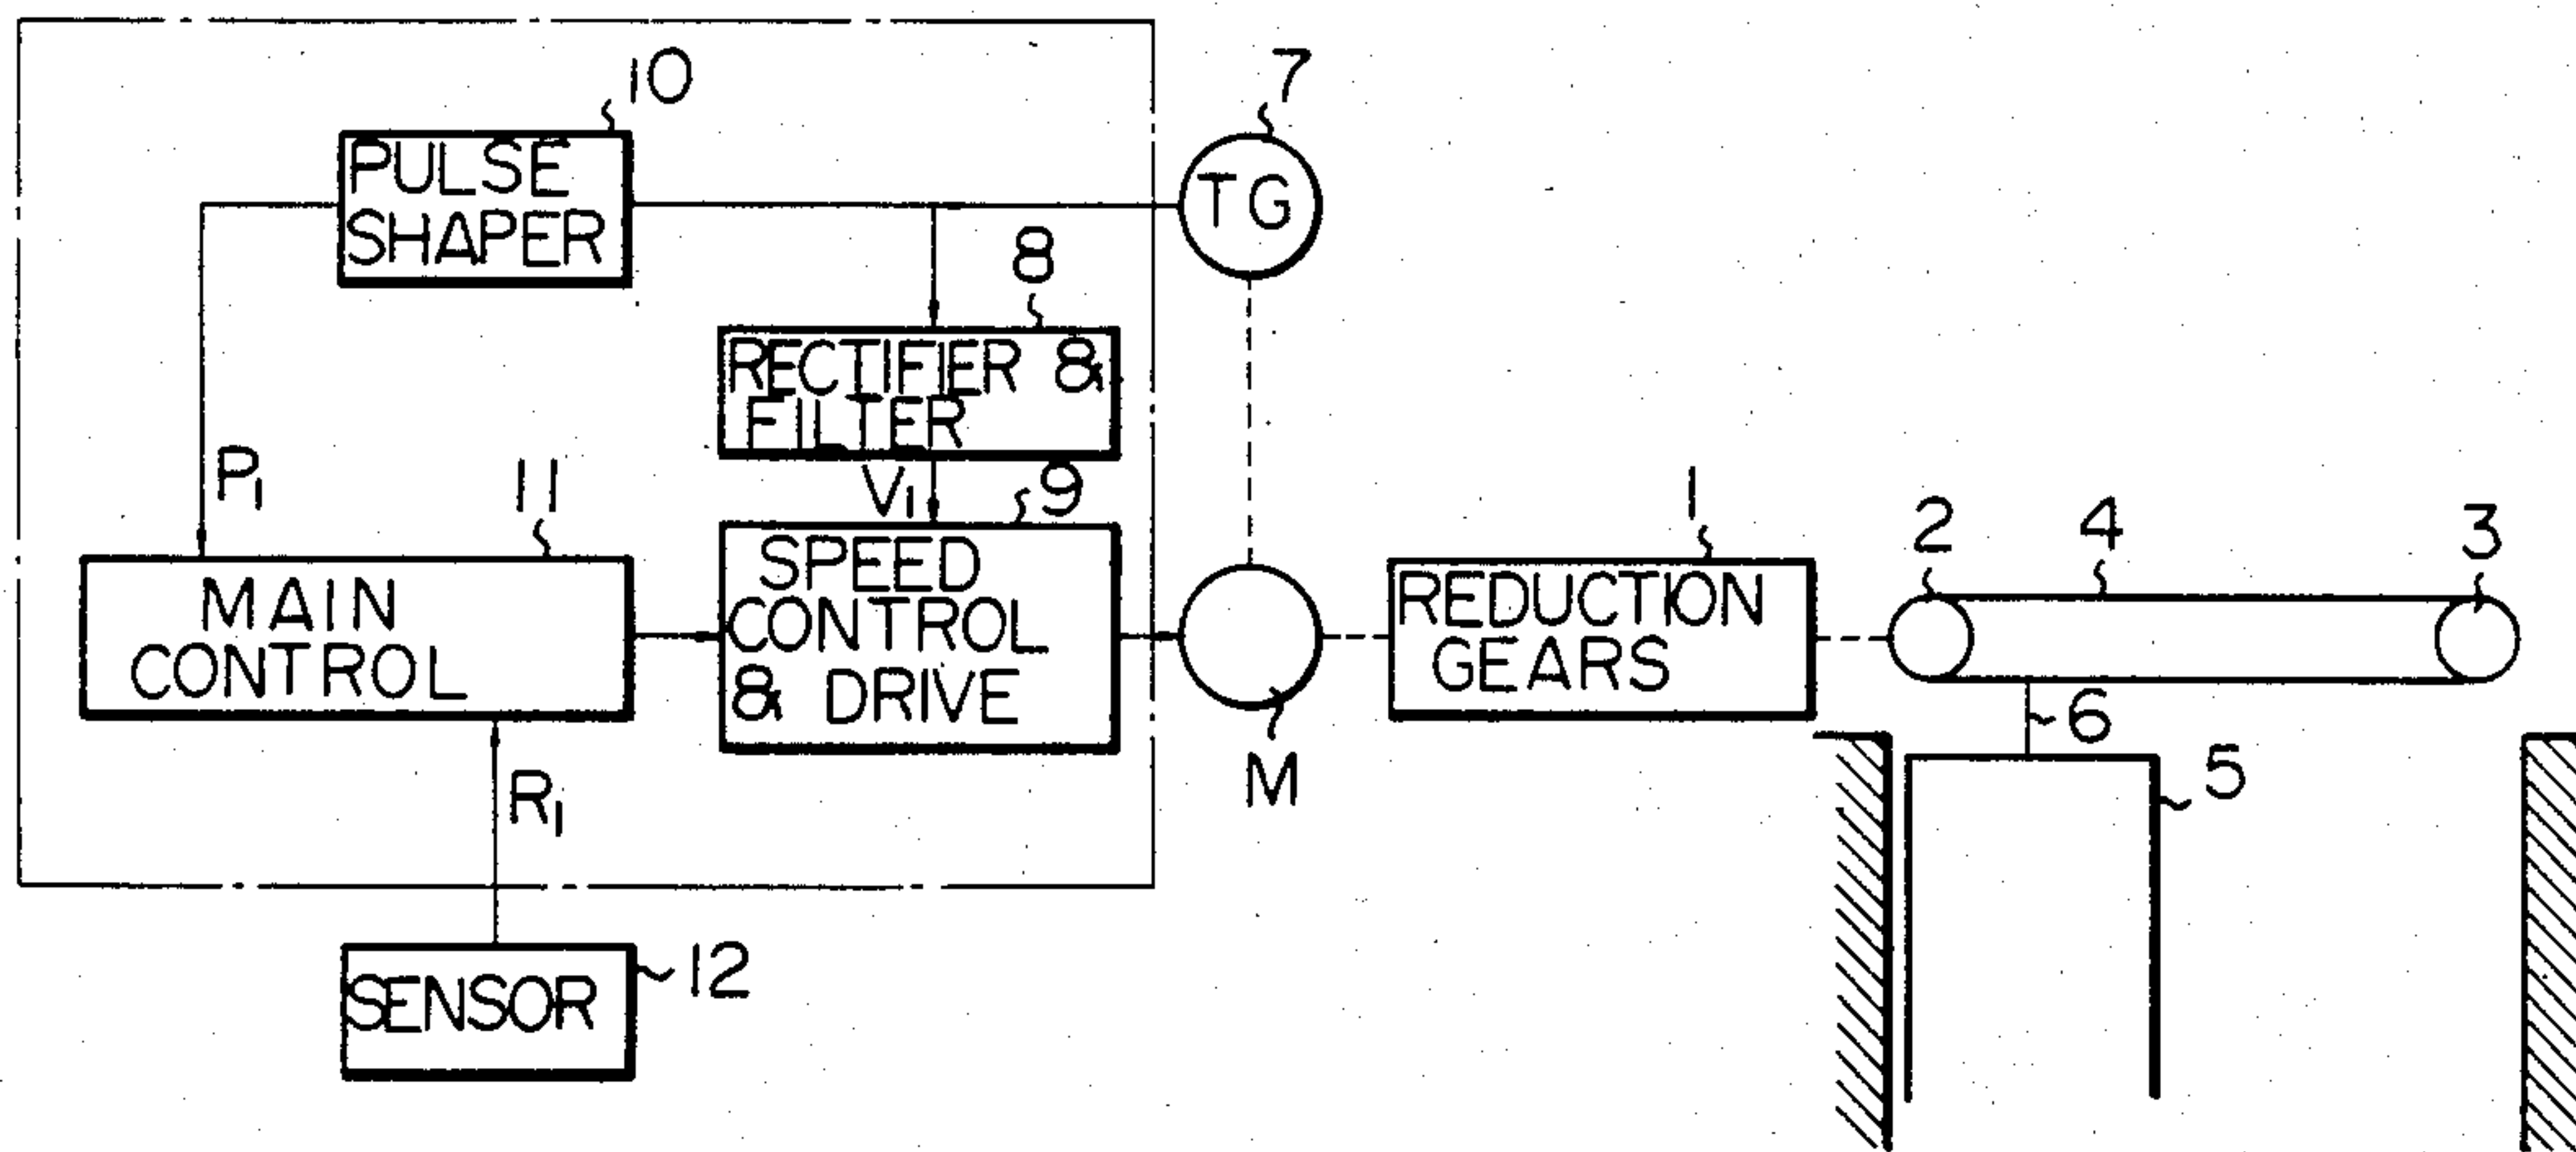 10
7
PULSE
SHAPER
TG
8
RECTIFIER &
FILTER
P1
11
V1
9
1
2
4
3
MAIN
CONTROL
SPEED
CONTROL
& DRIVE
REDUCTION
GEARS
6
M
5
R1
SENSOR
12